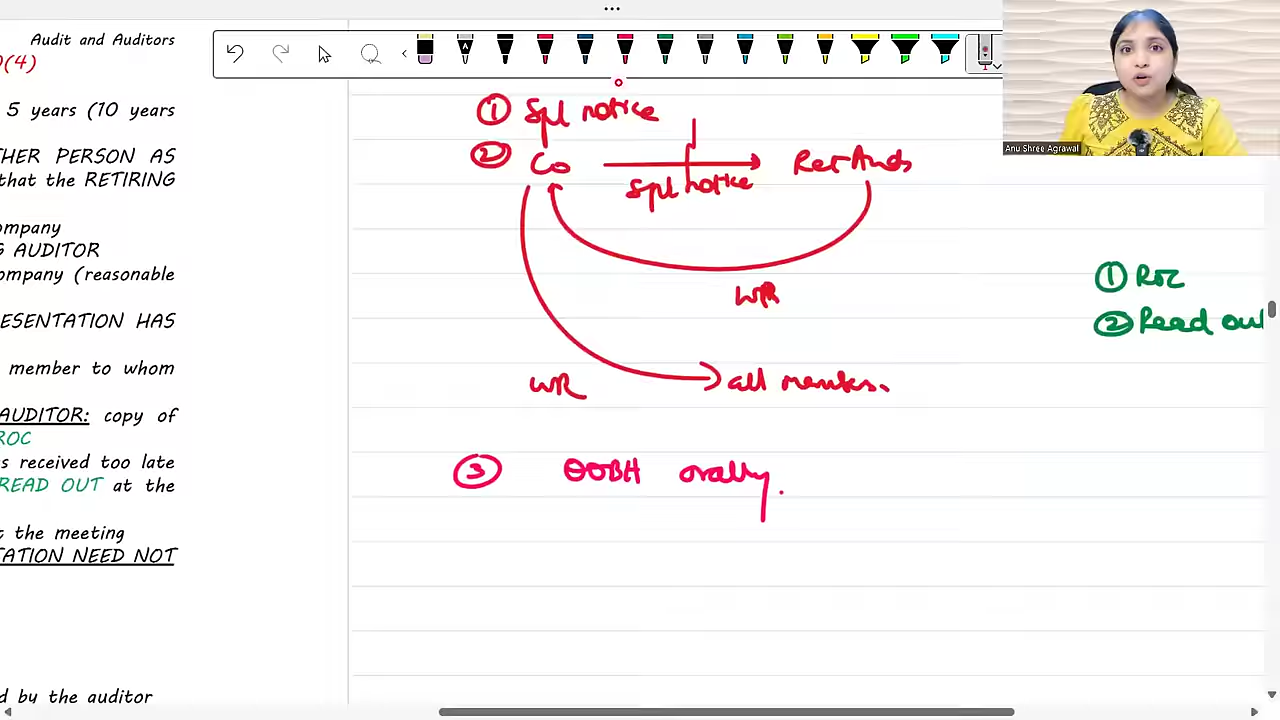 Audit and Auditors
0(4)
5 years (10 years
THER PERSON AS
that the RETIRING
ompany
G AUDITOR
ompany (reasonable
ESENTATION HAS
member to whom
AUDITOR: copy of
ROC
s received too late
READ OUT at the
t the meeting
TATION NEED NOT
d by the auditor
① Spl notice
② Co
Spl notice
WR
WR
all members.
③ OOBH orally.
① ROC
② Read out
Anu Shree Agrawal